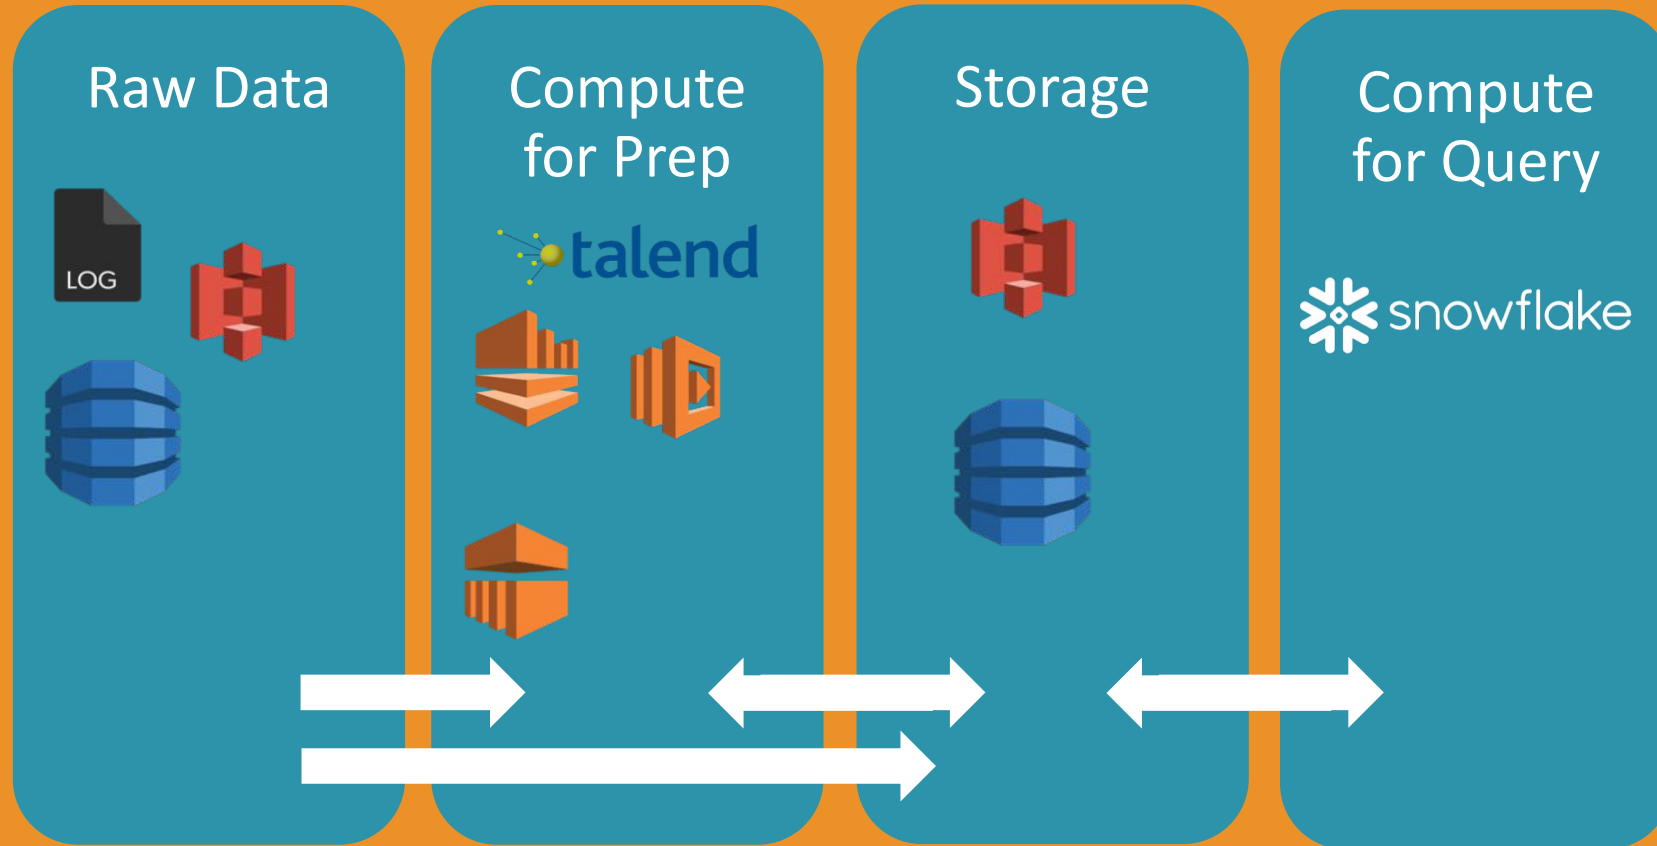 Raw Data
LOG
Compute
for Prep
talend
Storage
Compute
for Query
snowflake